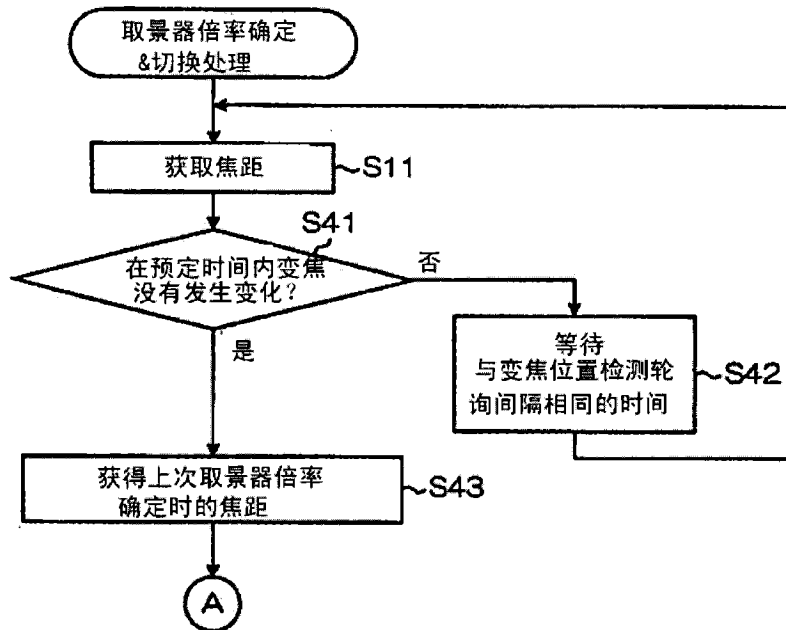 取景器倍率确定
&切换处理
获取焦距
S11
S41
在预定时间内变焦
没有发生变化？
否
是
等待
与变焦位置检测轮
询间隔相同的时间
S42
获得上次取景器倍率
确定时的焦距
S43
A